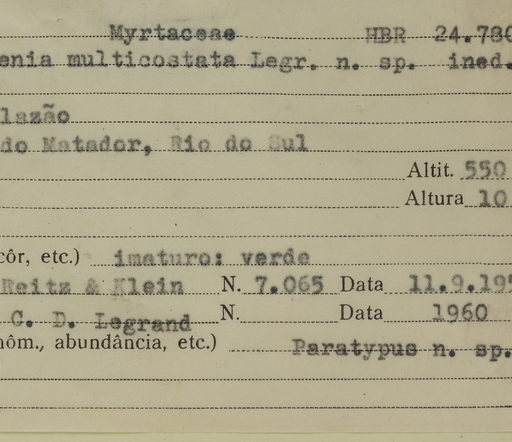 Myrtaceae HBR 24.780
enia multicostata Legr. n. sp. ined.
lazão
do Matador, Rio do Sul
Altit. 550
Altura 10
côr, etc.) imaturo: verde
Reitz & Klein N. 7.065 Data 11.9.195
C. D. Legrand N. Data 1960
nôm., abundância, etc.) Paratypus n. sp.